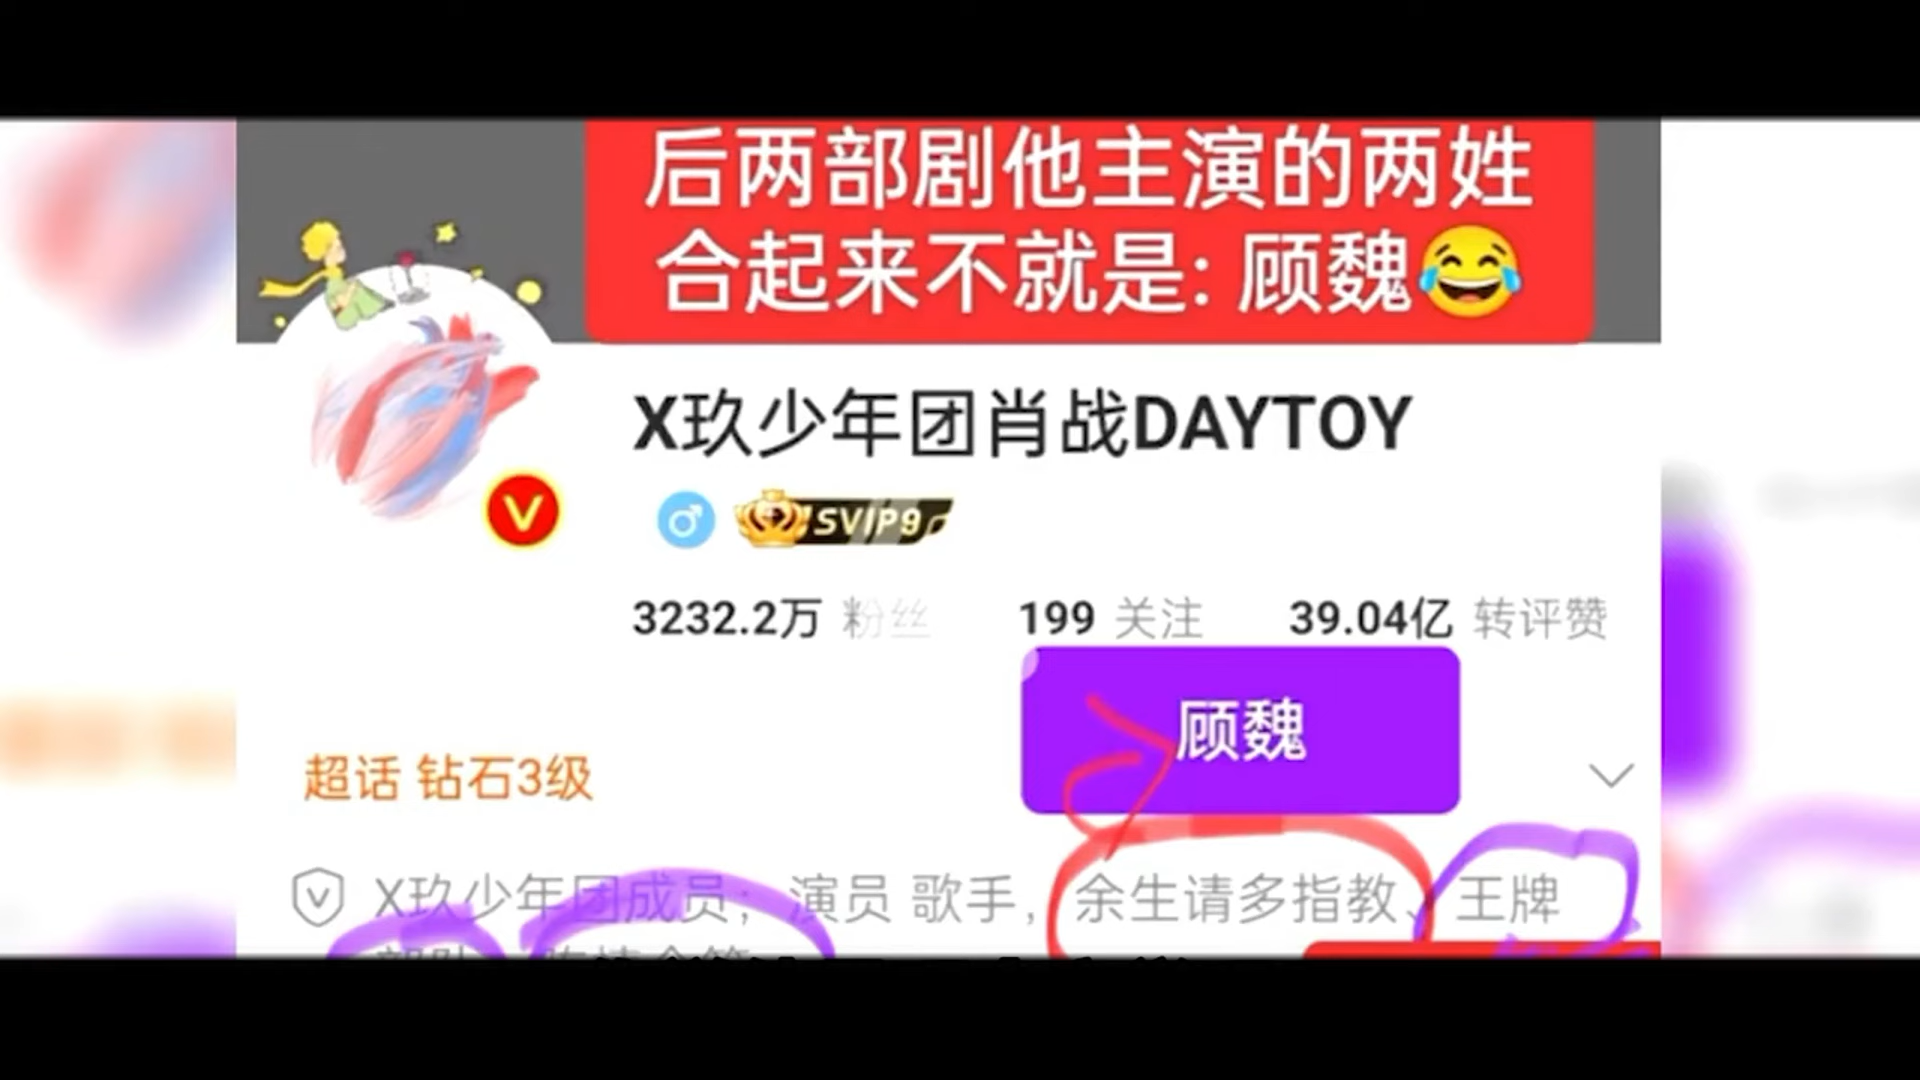 后两部剧他主演的两姓
合起来不就是: 顾魏
X玖少年团肖战DAYTOY
SVIP9
3232.2万 粉丝 199 关注 39.04亿 转评赞
顾魏
超话 钻石3级
X玖少年团成员；演员 歌手，余生请多指教、王牌